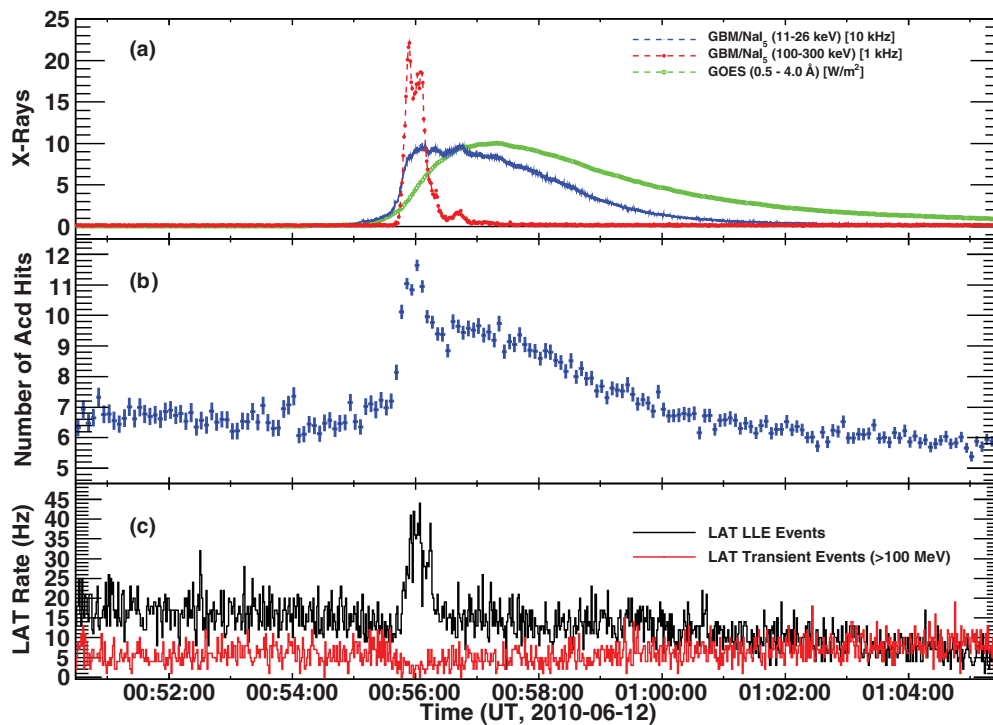 (a)
GBM/NaI₅ (11-26 keV) [10 kHz]
GBM/NaI₅ (100-300 keV) [1 kHz]
GOES (0.5 - 4.0 Å) [W/m²]
X-Rays
25
20
15
10
5
0
(b)
Number of Acd Hits
12
11
10
9
8
7
6
5
(c)
LAT LLE Events
LAT Transient Events (>100 MeV)
LAT Rate (Hz)
45
40
35
30
25
20
15
10
5
0
00:52:00 00:54:00 00:56:00 00:58:00 01:00:00 01:02:00 01:04:00
Time (UT, 2010-06-12)